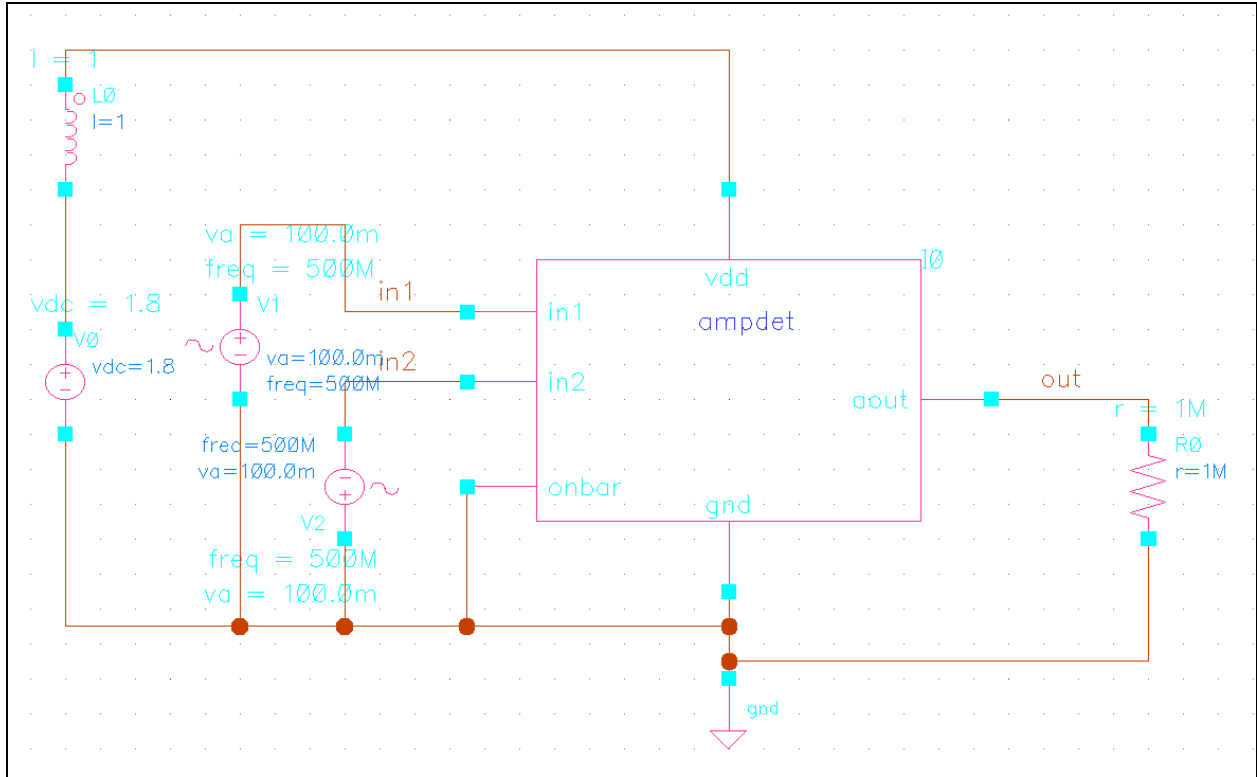 l = 1
L0
l=1
va = 100.0m
freq = 500M
vdc = 1.8
V0
vdc=1.8
V1
va=100.0m
freq=500M
in1
in2
freq=500M
va=100.0m
V2
freq = 500M
va = 100.0m
I0
vdd
in1
ampdet
in2
aout
onbar
gnd
out
r = 1M
R0
r=1M
gnd